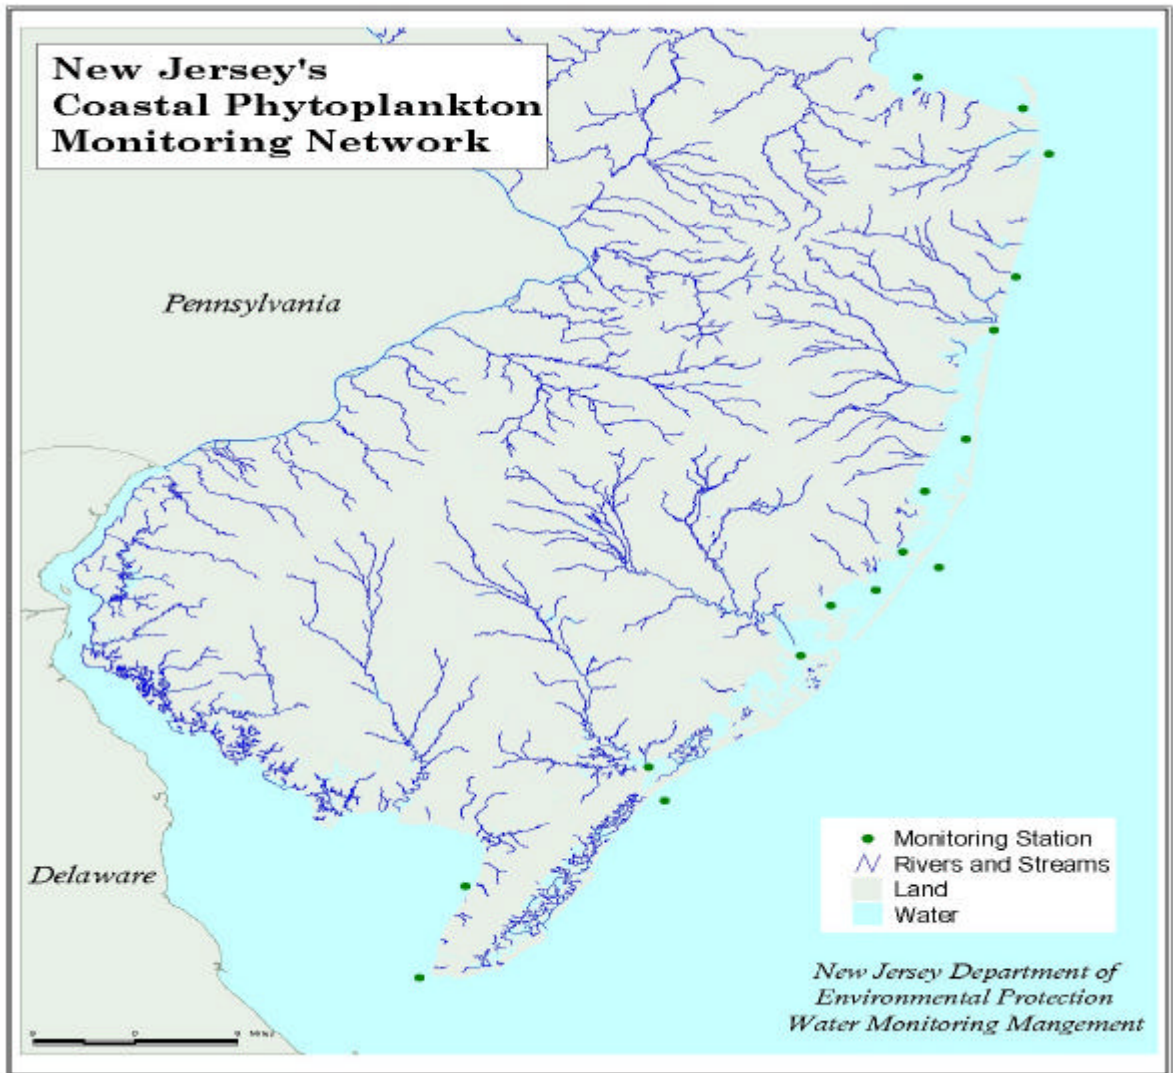 New Jersey's
Coastal Phytoplankton
Monitoring Network
Pennsylvania
Delaware
Monitoring Station
Rivers and Streams
Land
Water
New Jersey Department of
Environmental Protection
Water Monitoring Mangement